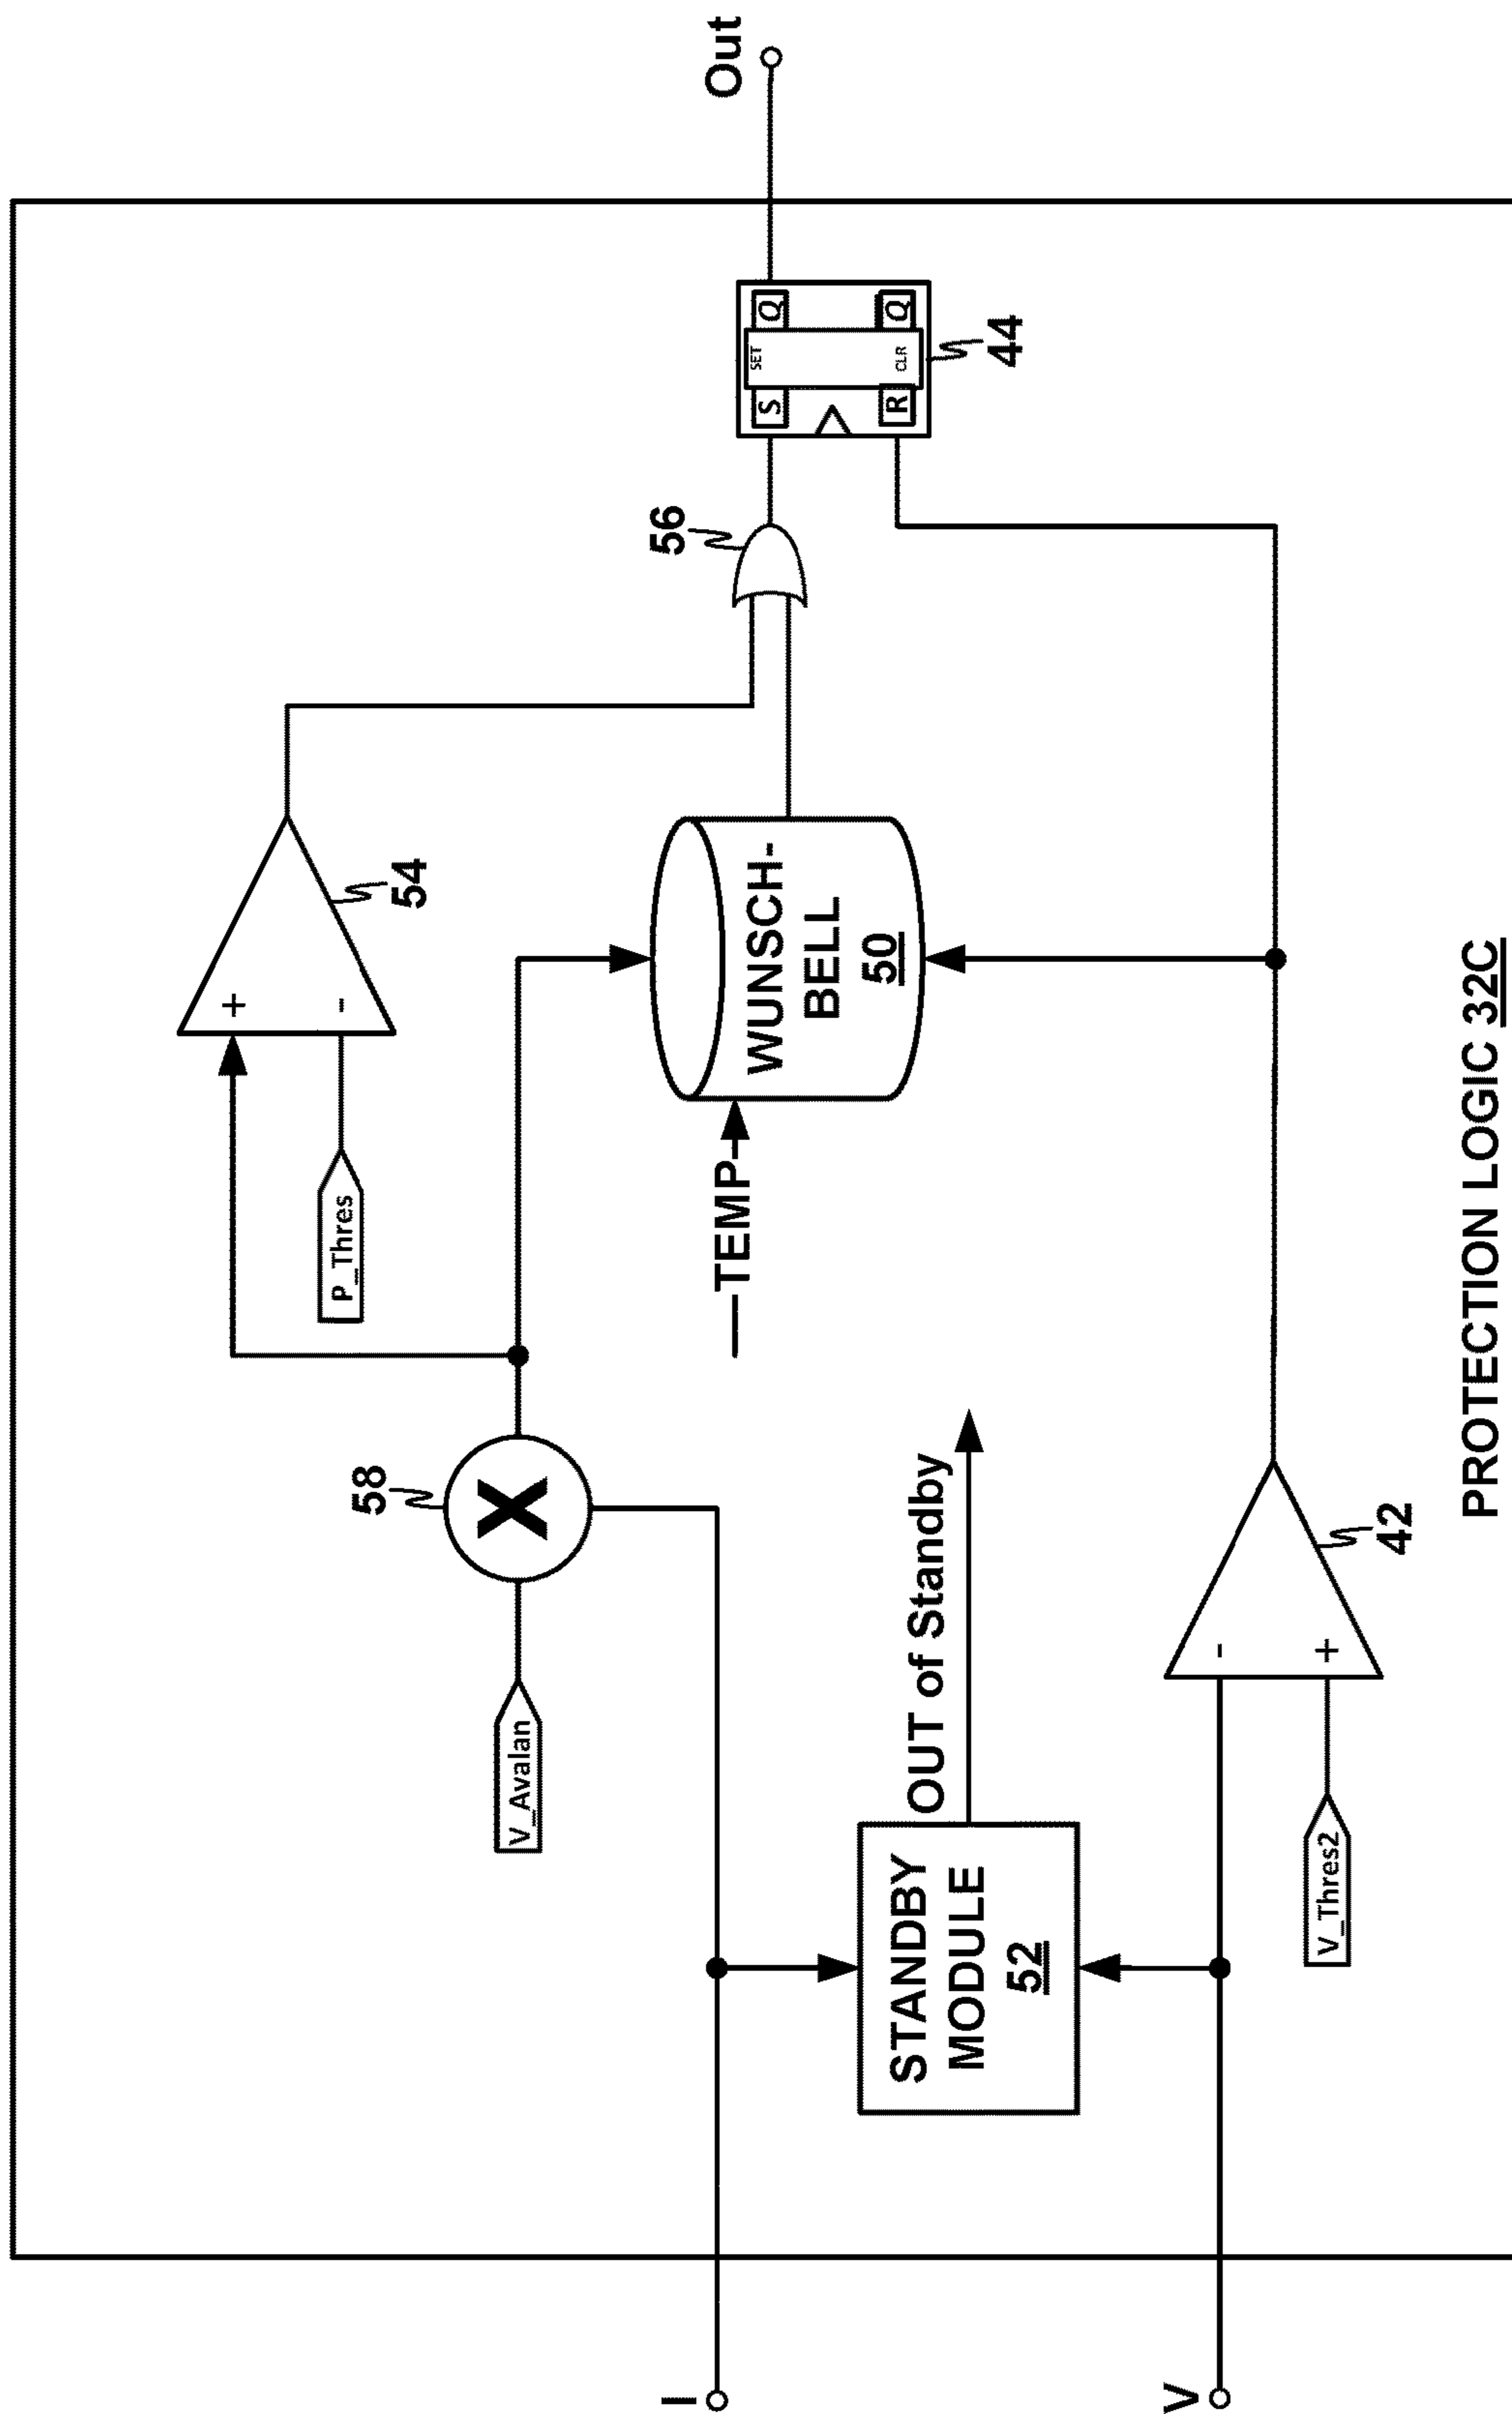 58
54
+
-
P_Thres
V_Avalan
X
56
Out
I
TEMP
WUNSCH-
BELL
50
SET
S
Q
R
CLR
Q
44
STANDBY
MODULE
52
OUT of Standby
V
-
+
V_Thres2
42
PROTECTION LOGIC 32C